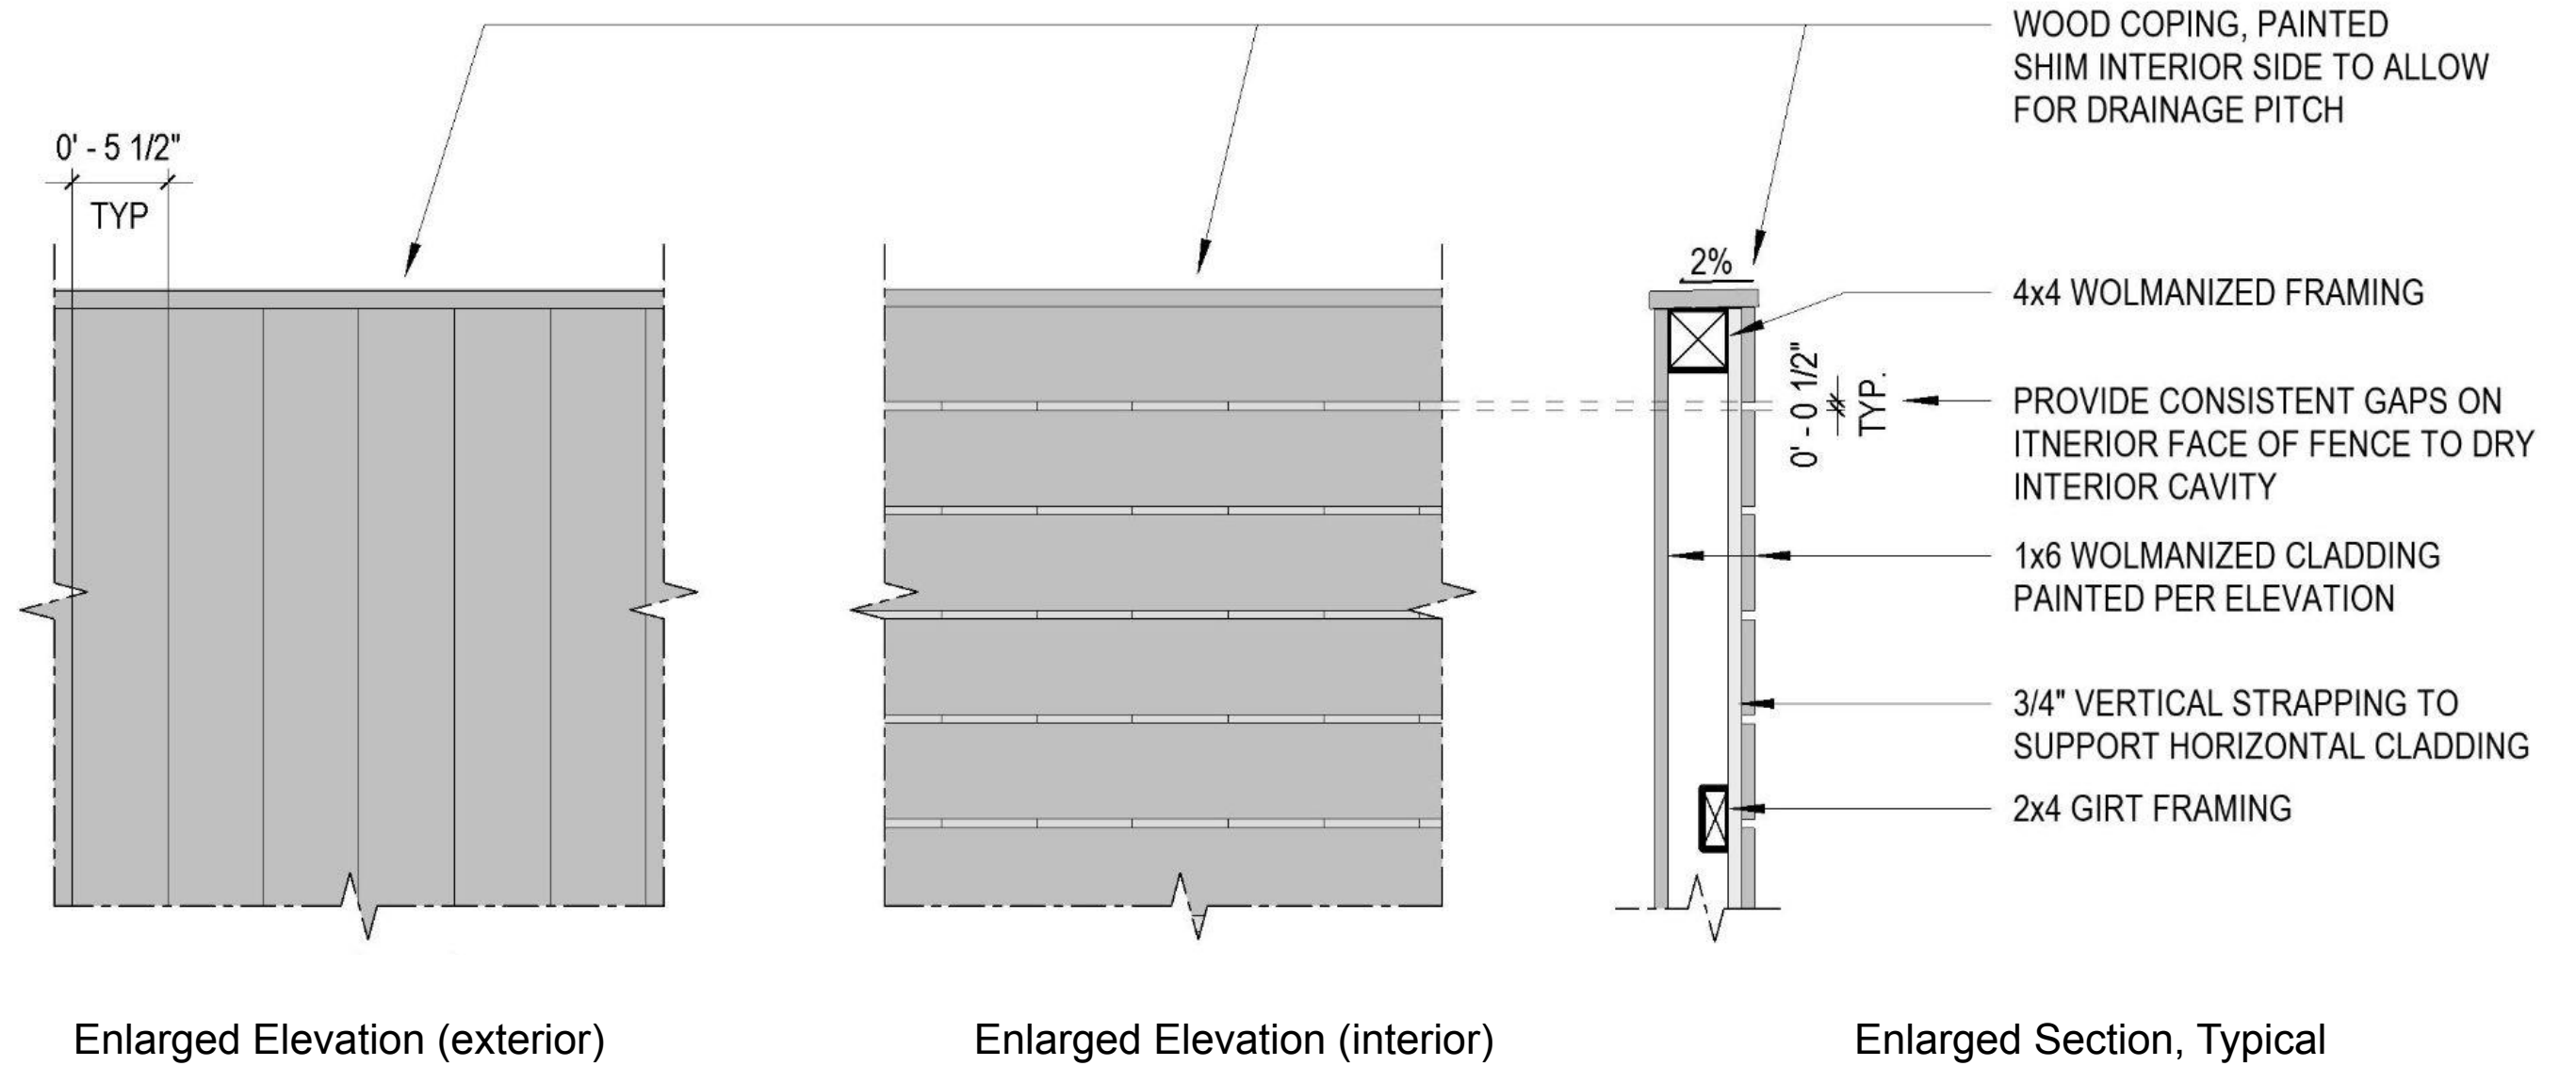 WOOD COPING, PAINTED
SHIM INTERIOR SIDE TO ALLOW
FOR DRAINAGE PITCH
0' - 5 1/2"
TYP
2%
4x4 WOLMANIZED FRAMING
0' - 0 1/2"
TYP.
PROVIDE CONSISTENT GAPS ON
ITNERIOR FACE OF FENCE TO DRY
INTERIOR CAVITY
1x6 WOLMANIZED CLADDING
PAINTED PER ELEVATION
3/4" VERTICAL STRAPPING TO
SUPPORT HORIZONTAL CLADDING
2x4 GIRT FRAMING
Enlarged Elevation (exterior)
Enlarged Elevation (interior)
Enlarged Section, Typical